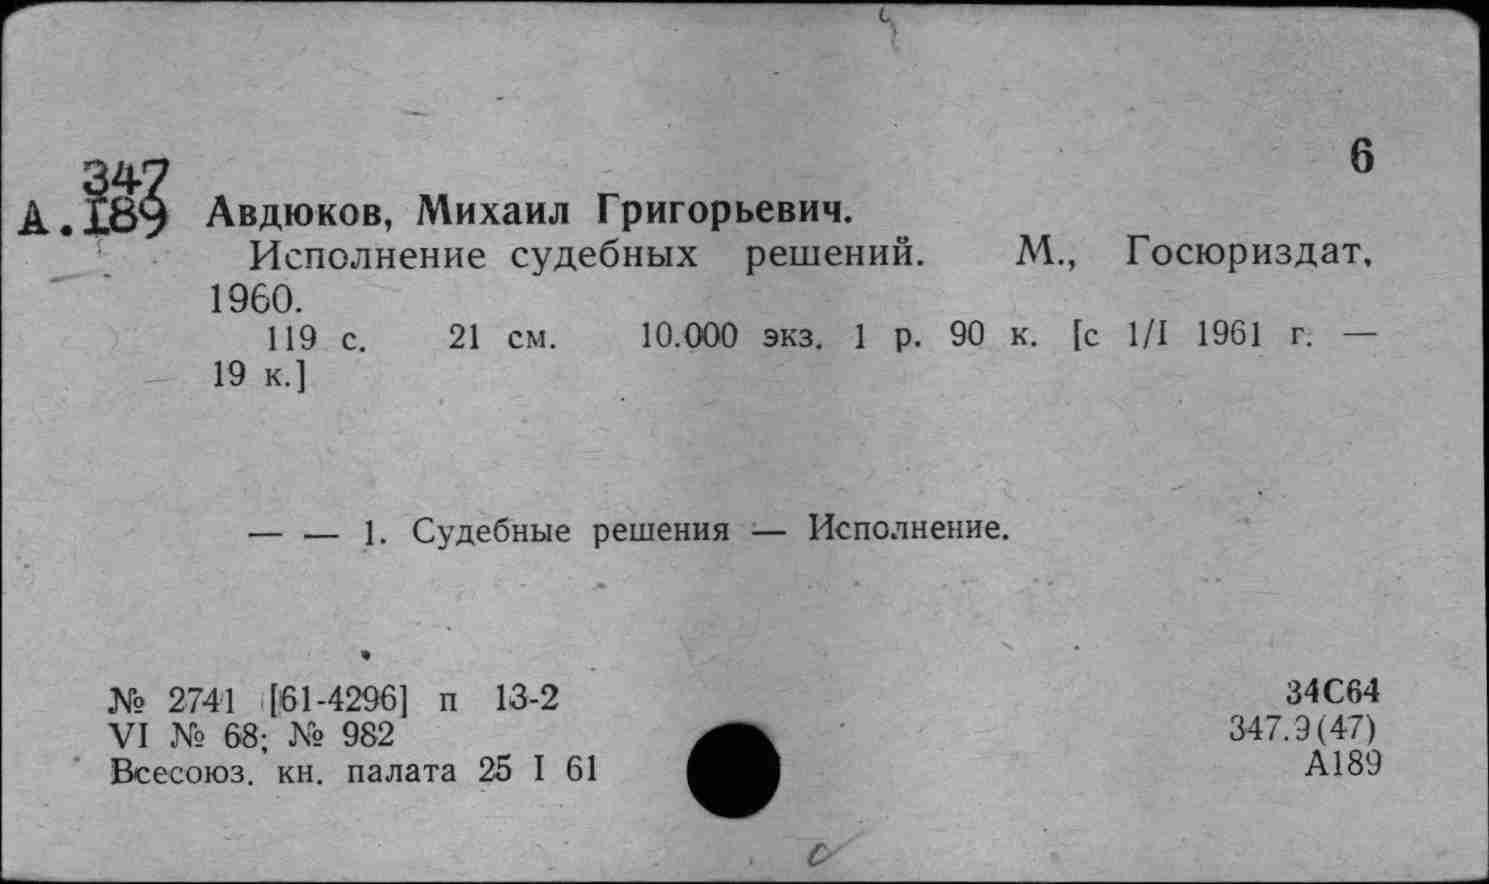 6
347
А.189
Авдюков, Михаил Григорьевич.
Исполнение судебных решений. М., Госюриздат,
1960.
119 с. 21 см. 10.000 экз. 1 р. 90 к. [с 1/I 1961 г. —
19 к.]
— — 1. Судебные решения — Исполнение.
№ 2741 [61-4296] п 13-2
VI № 68; № 982
Всесоюз. кн. палата 25 I 61
34С64
347.9(47)
А189